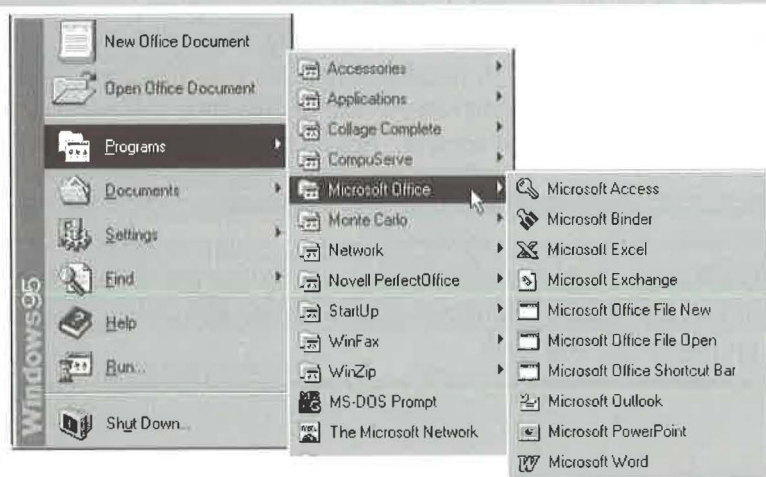 New Office Document
Open Office Document
Programs
Documents
Settings
Find
Help
Run...
Shut Down...
Windows95
Accessories
Applications
Collage Complete
CompuServe
Microsoft Office
Monte Carlo
Network
Novell PerfectOffice
StartUp
WinFax
WinZip
MS-DOS Prompt
The Microsoft Network
Microsoft Access
Microsoft Binder
Microsoft Excel
Microsoft Exchange
Microsoft Office File New
Microsoft Office File Open
Microsoft Office Shortcut Bar
Microsoft Outlook
Microsoft PowerPoint
Microsoft Word